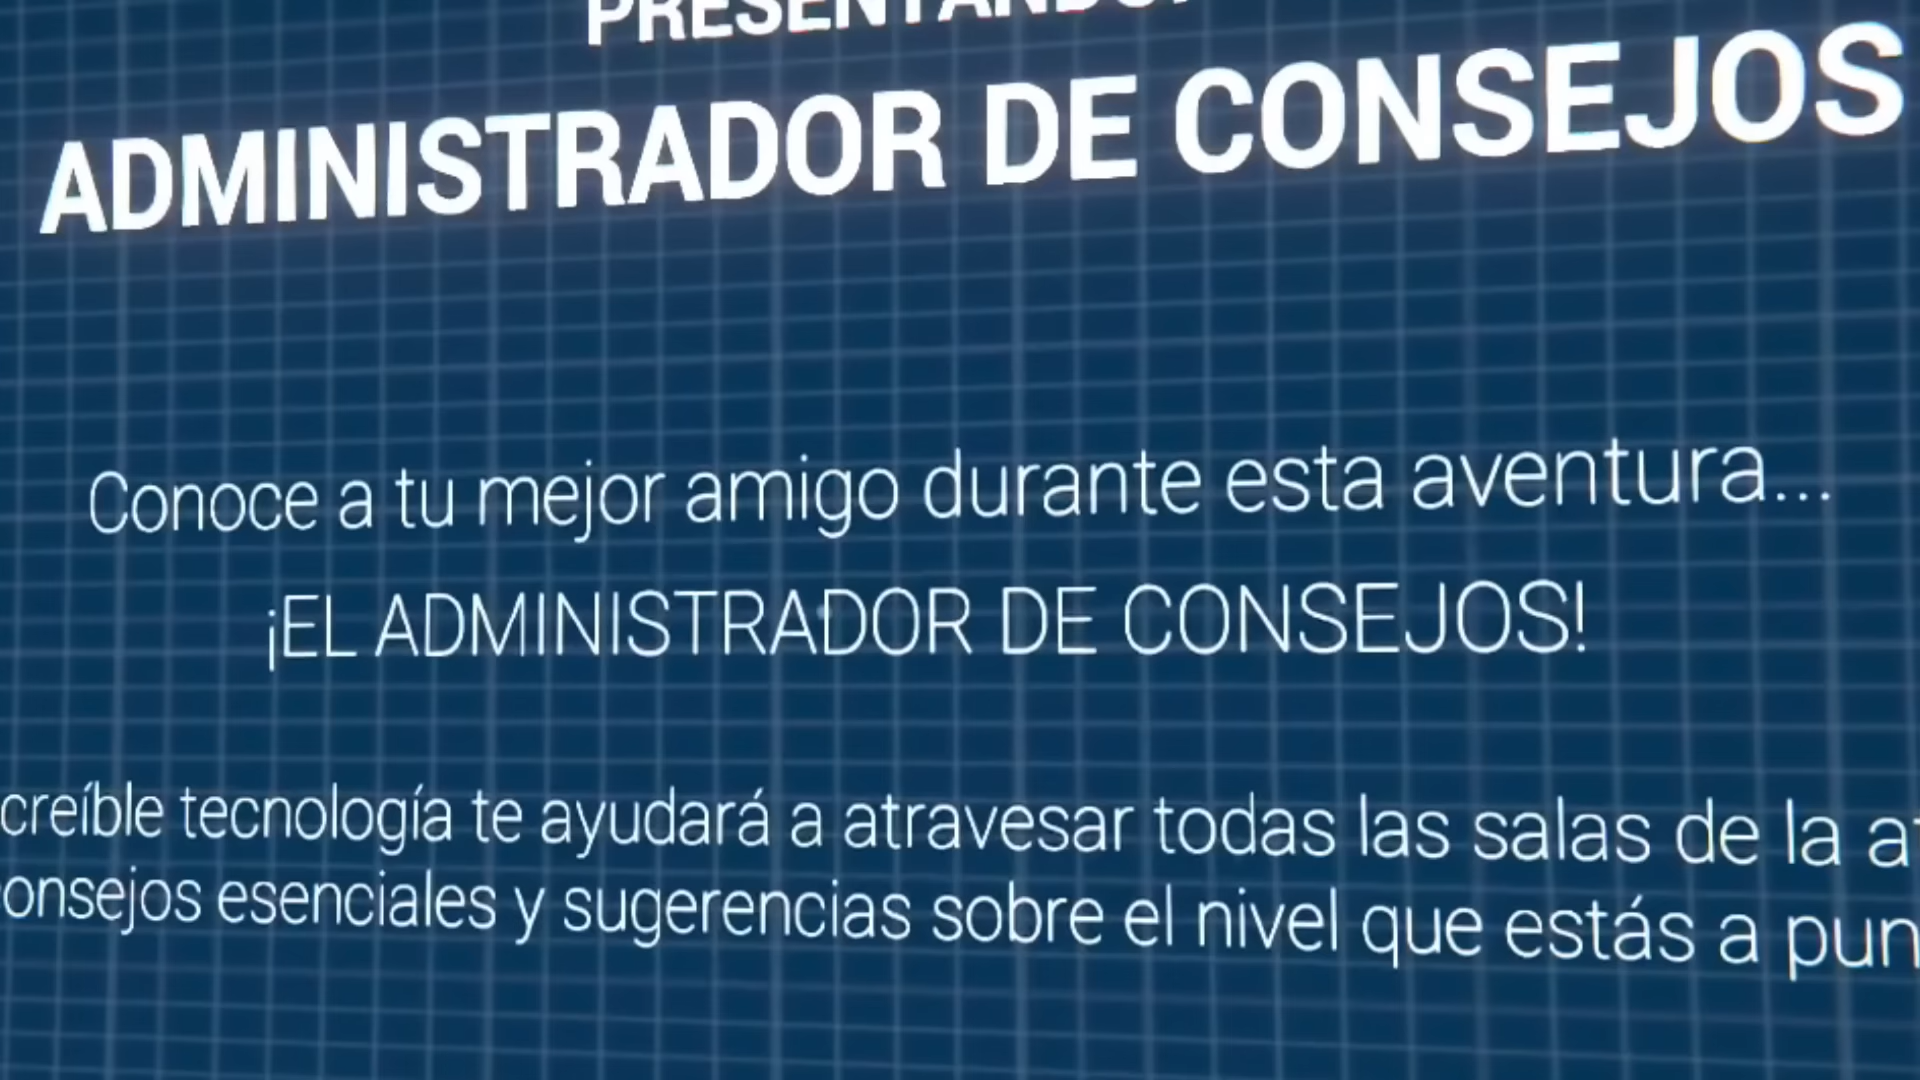 ADMINISTRADOR DE CONSEJOS
Conoce a tu mejor amigo durante esta aventura...
¡EL ADMINISTRADOR DE CONSEJOS!
creíble tecnología te ayudará a atravesar todas las salas de la
onsejos esenciales y sugerencias sobre el nivel que estás a